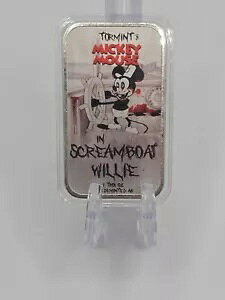 TORMINT'S
MICKEY
MOUSE
IN
SCREAMBOAT
WILLIE